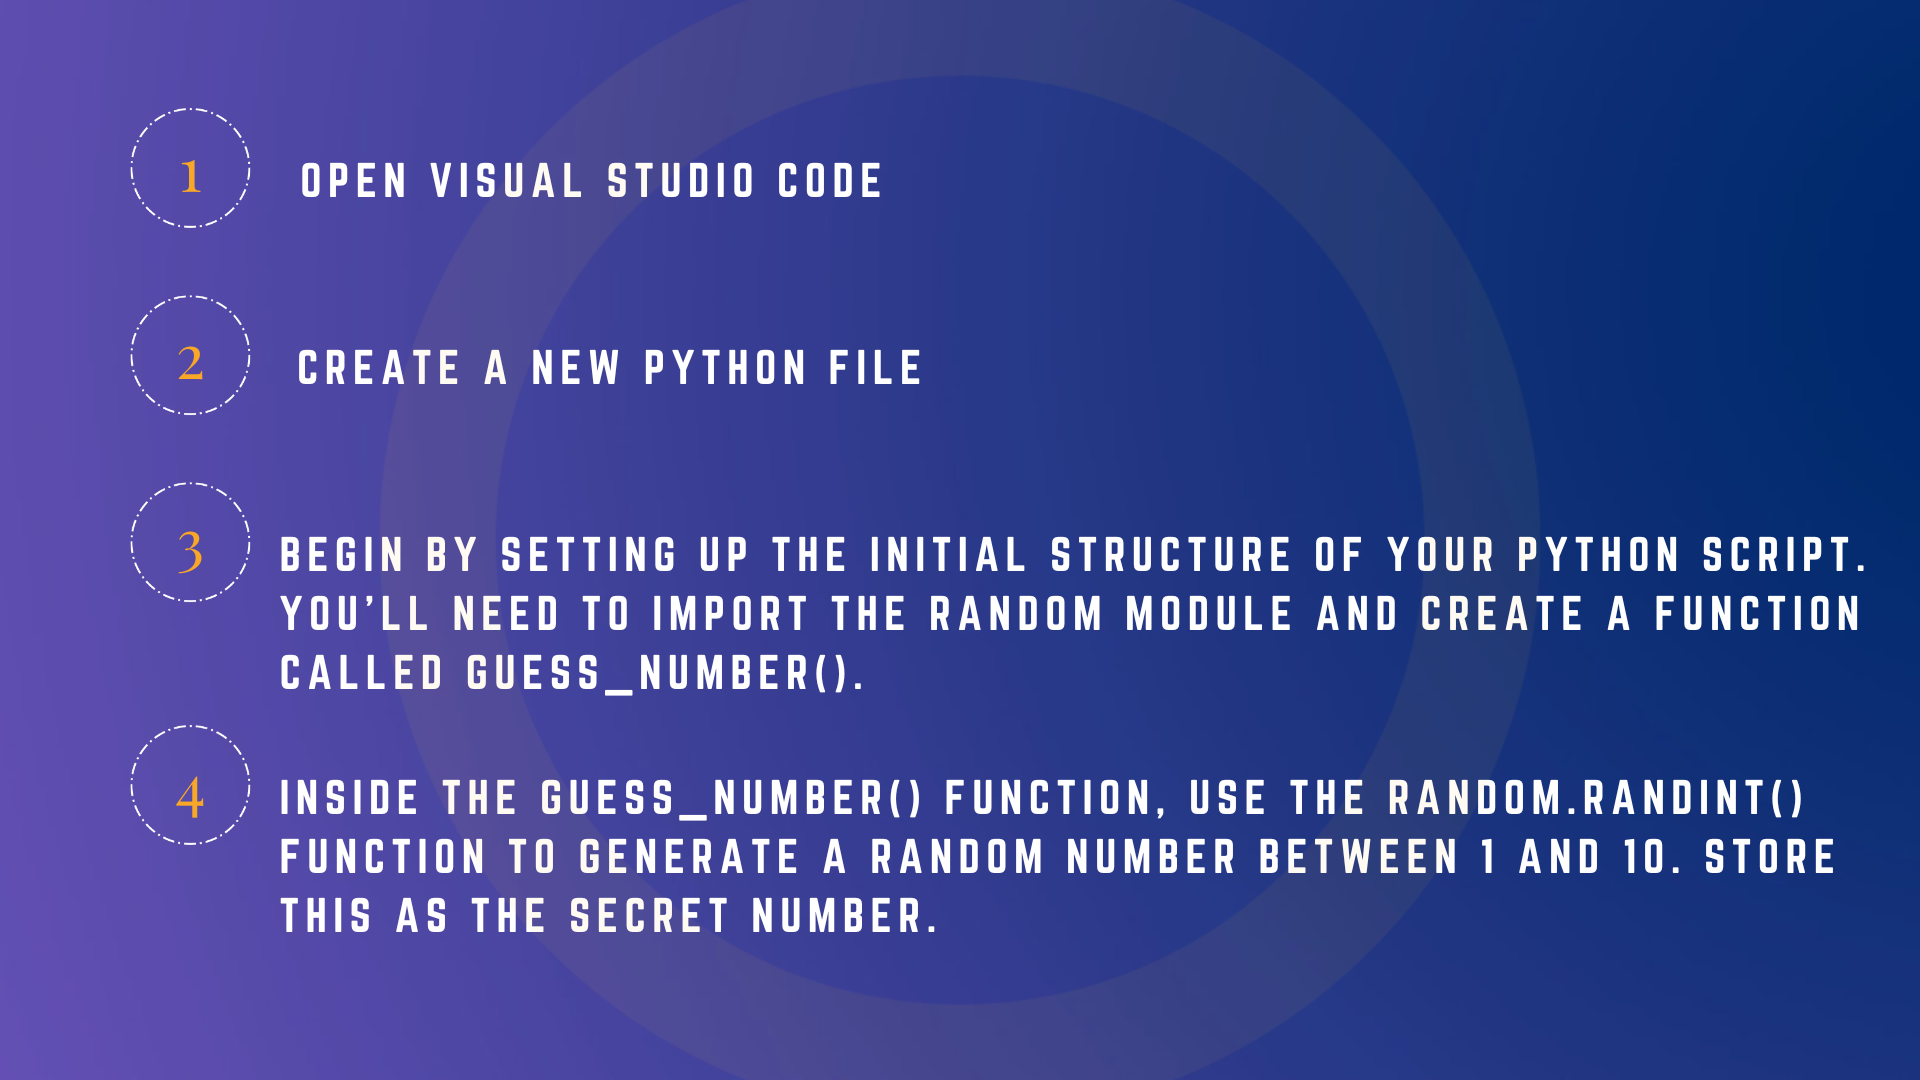 1
OPEN VISUAL STUDIO CODE
2
CREATE A NEW PYTHON FILE
3
BEGIN BY SETTING UP THE INITIAL STRUCTURE OF YOUR PYTHON SCRIPT.
YOU'LL NEED TO IMPORT THE RANDOM MODULE AND CREATE A FUNCTION
CALLED GUESS_NUMBER().
4
INSIDE THE GUESS_NUMBER() FUNCTION, USE THE RANDOM.RANDINT()
FUNCTION TO GENERATE A RANDOM NUMBER BETWEEN 1 AND 10. STORE
THIS AS THE SECRET NUMBER.